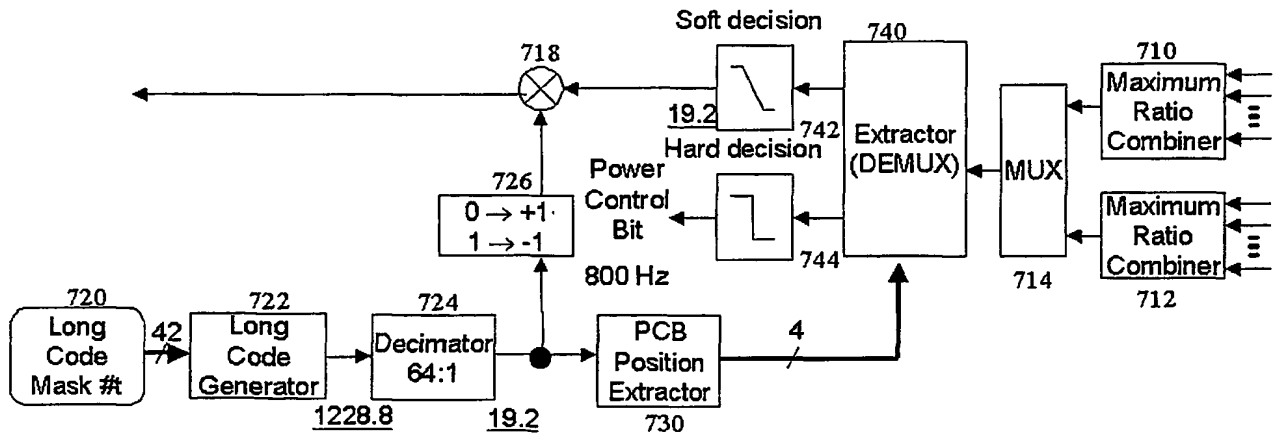 Soft decision
740
718
710
Maximum
Ratio
Combiner
19.2
742
Extractor
(DEMUX)
MUX
Hard decision
726
0 → +1
1 → -1
Power
Control
Bit
744
800 Hz
714
Maximum
Ratio
Combiner
712
720
Long
Code
Mask #t
42
722
Long
Code
Generator
1228.8
724
Decimator
64:1
19.2
PCB
Position
Extractor
730
4